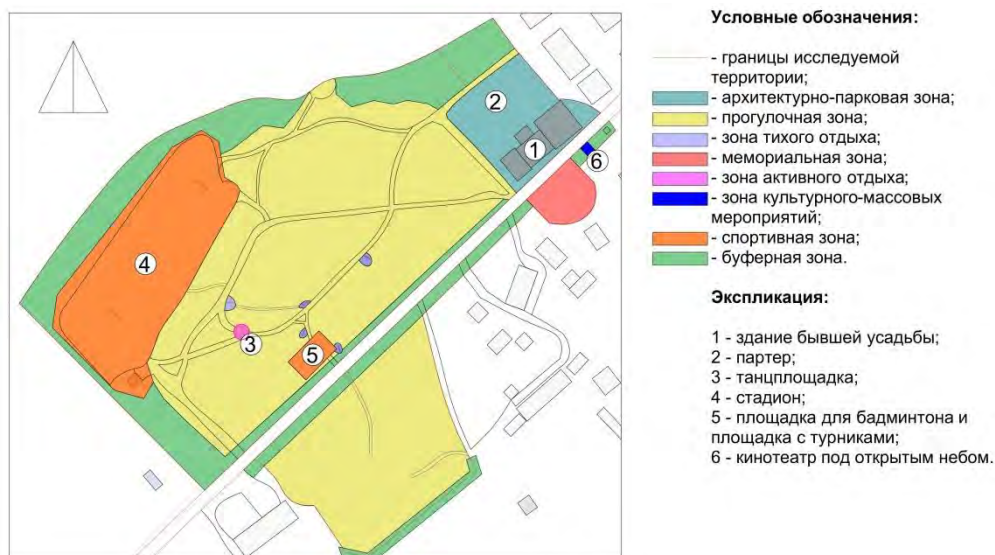 Условные обозначения:
- границы исследуемой
территории;
- архитектурно-парковая зона;
- прогулочная зона;
- зона тихого отдыха;
- мемориальная зона;
- зона активного отдыха;
- зона культурного-массовых
мероприятий;
- спортивная зона;
- буферная зона.
Экспликация:
1 - здание бывшей усадьбы;
2 - партер;
3 - танцплощадка;
4 - стадион;
5 - площадка для бадминтона и
площадка с турниками;
6 - кинотеатр под открытым небом.
2
1
6
4
3
5